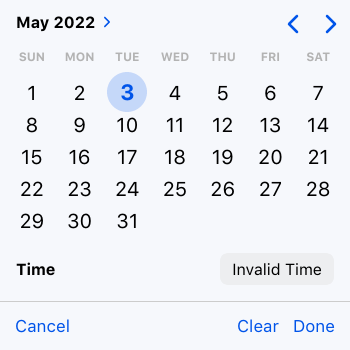 May 2022
SUN MON TUE WED THU FRI SAT
1 2 3 4 5 6 7
8 9 10 11 12 13 14
15 16 17 18 19 20 21
22 23 24 25 26 27 28
29 30 31
Time Invalid Time
Cancel Clear Done